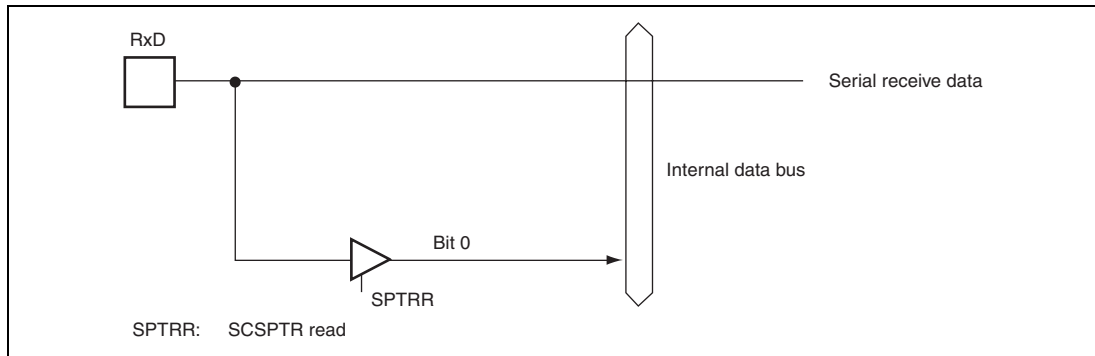 RxD
Serial receive data
Internal data bus
Bit 0
SPTRR
SPTRR: SCSPTR read